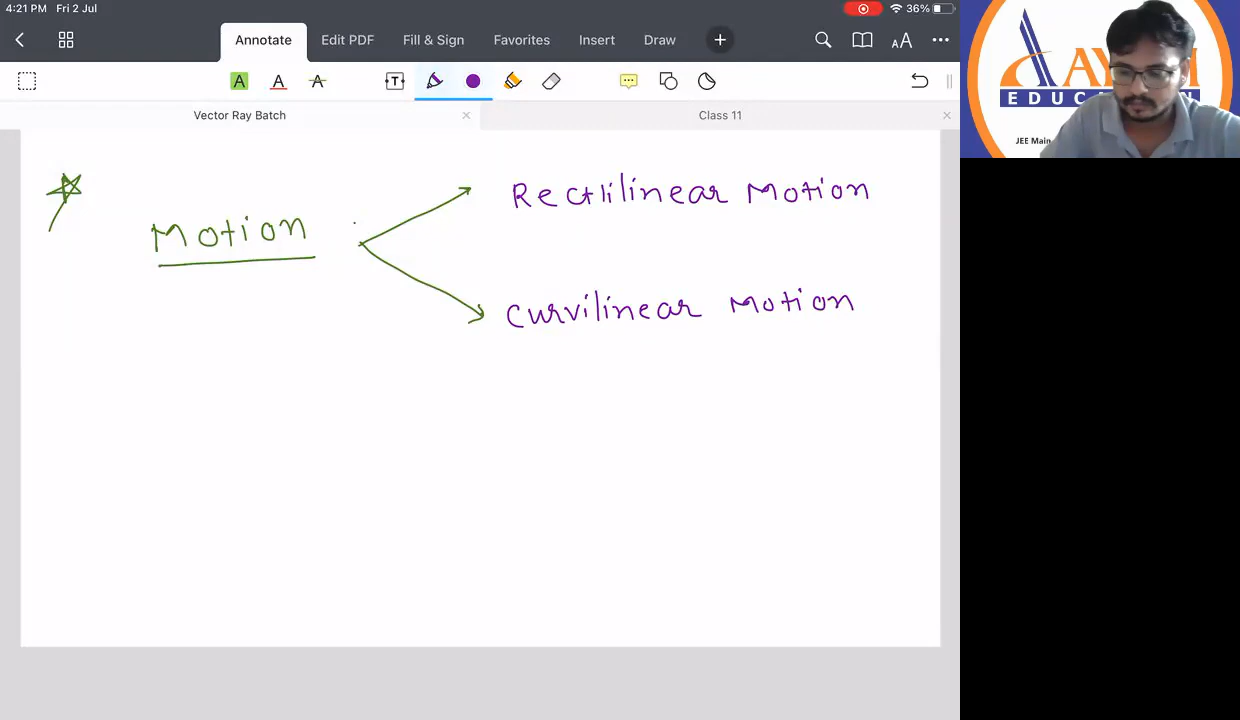 4:21 PM Fri 2 Jul
36%
Annotate Edit PDF Fill & Sign Favorites Insert Draw
Vector Ray Batch
Class 11
Motion
Rectilinear Motion
Curvilinear Motion
JEE Main